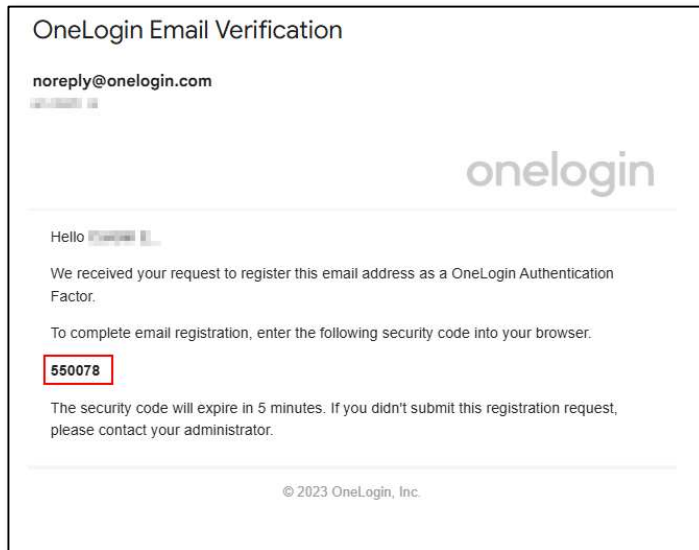 OneLogin Email Verification
noreply@onelogin.com
onelogin
Hello
We received your request to register this email address as a OneLogin Authentication
Factor.
To complete email registration, enter the following security code into your browser.
550078
The security code will expire in 5 minutes. If you didn't submit this registration request,
please contact your administrator.
© 2023 OneLogin, Inc.